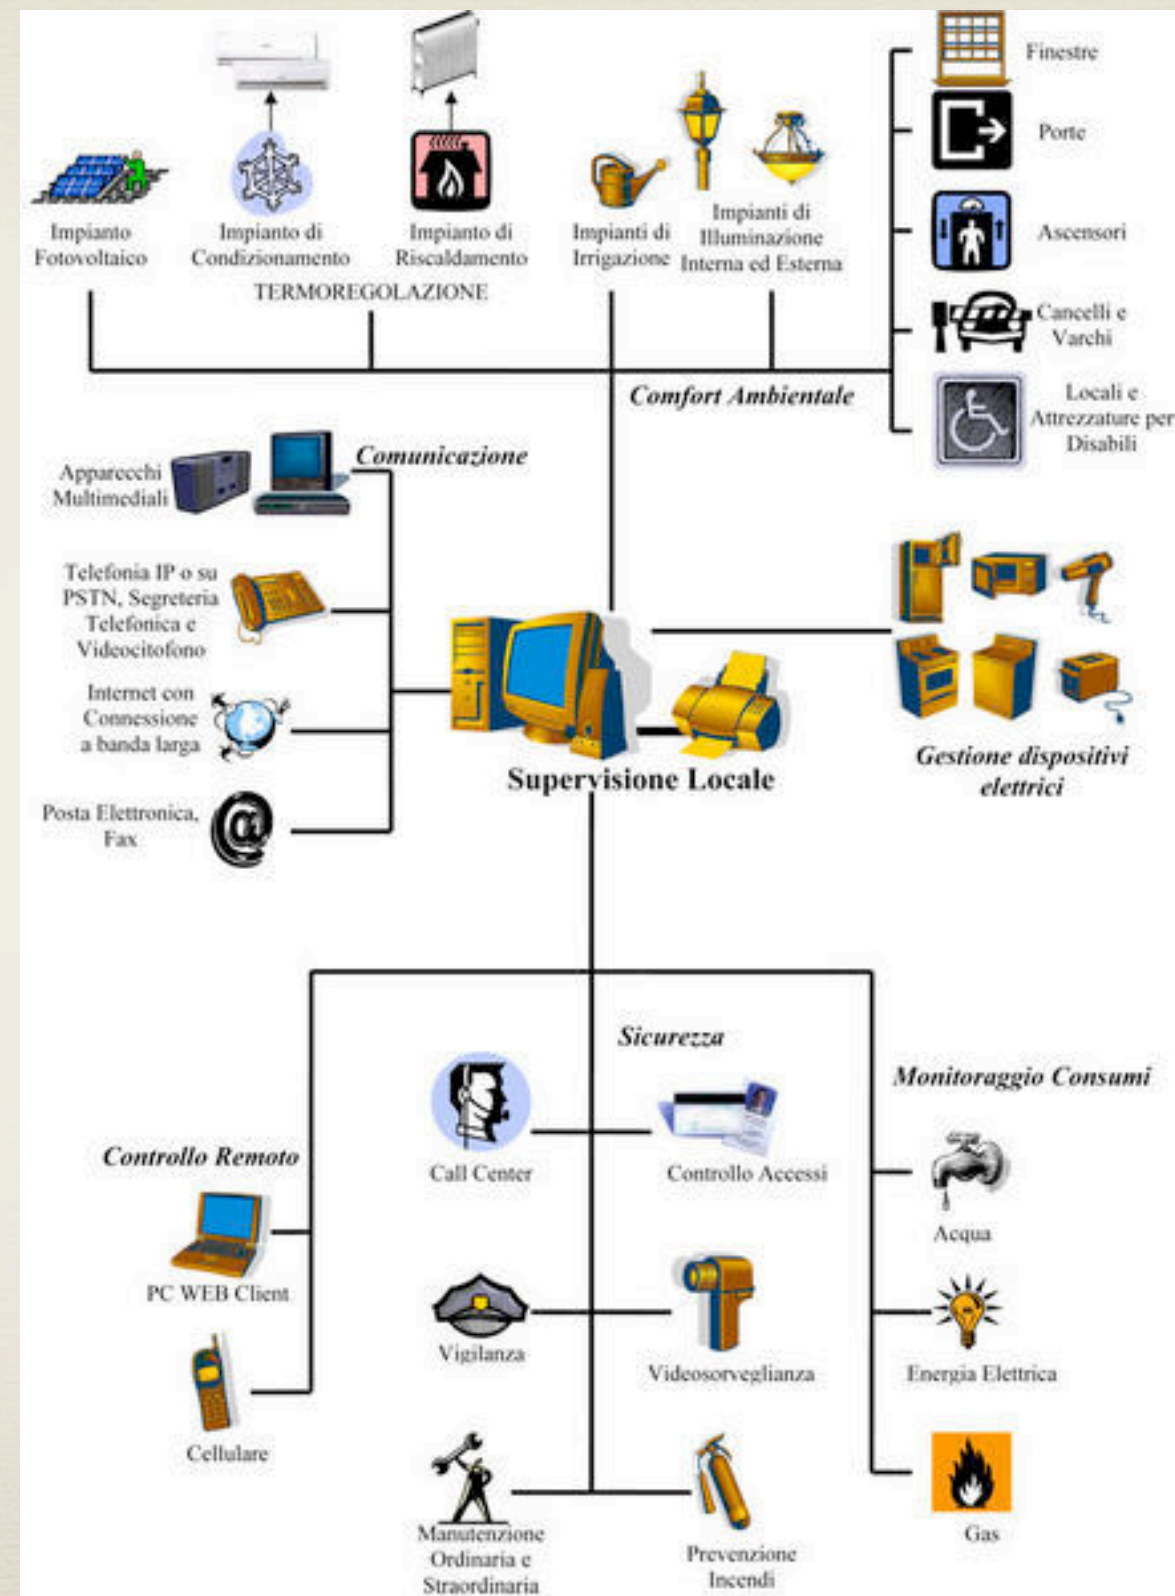 Finestre
Porte
Ascensori
Cancelli e
Varchi
Locali e
Attrezzature per
Disabili
Impianto
Fotovoltaico
Impianto di
Condizionamento
Impianto di
Riscaldamento
TERMOREGOLAZIONE
Impianti di
Irrigazione
Impianti di
Illuminazione
Interna ed Esterna
Comfort Ambientale
Comunicazione
Apparecchi
Multimediali
Telefonia IP o su
PSTN, Segreteria
Telefonica e
Videocitofono
Internet con
Connessione
a banda larga
Posta Elettronica,
Fax
@
Supervisione Locale
Gestione dispositivi
elettrici
Sicurezza
Call Center
Controllo Accessi
Vigilanza
Videosorveglianza
Manutenzione
Ordinaria e
Straordinaria
Prevenzione
Incendi
Controllo Remoto
PC WEB Client
Cellulare
Monitoraggio Consumi
Acqua
Energia Elettrica
Gas